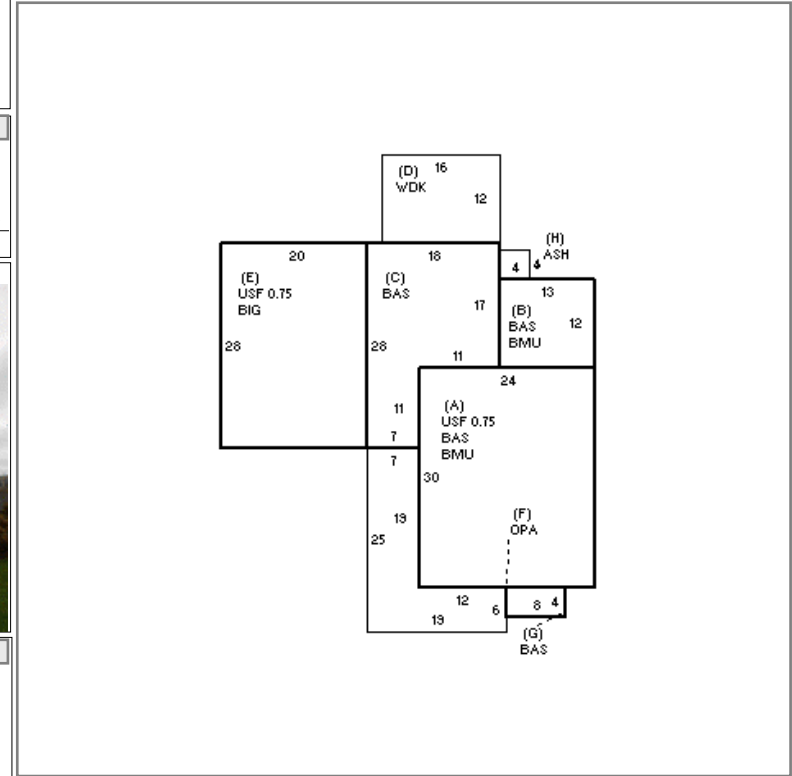 (D)
WDK
16
12
(H)
ASH
4
4
20
(E)
USF 0.75
BIG
28
18
(C)
BAS
17
28
11
11
7
13
(B)
BAS
BMU
12
24
(A)
USF 0.75
BAS
BMU
30
(F)
OPA
7
19
25
12
19
6
8
4
(G)
BAS